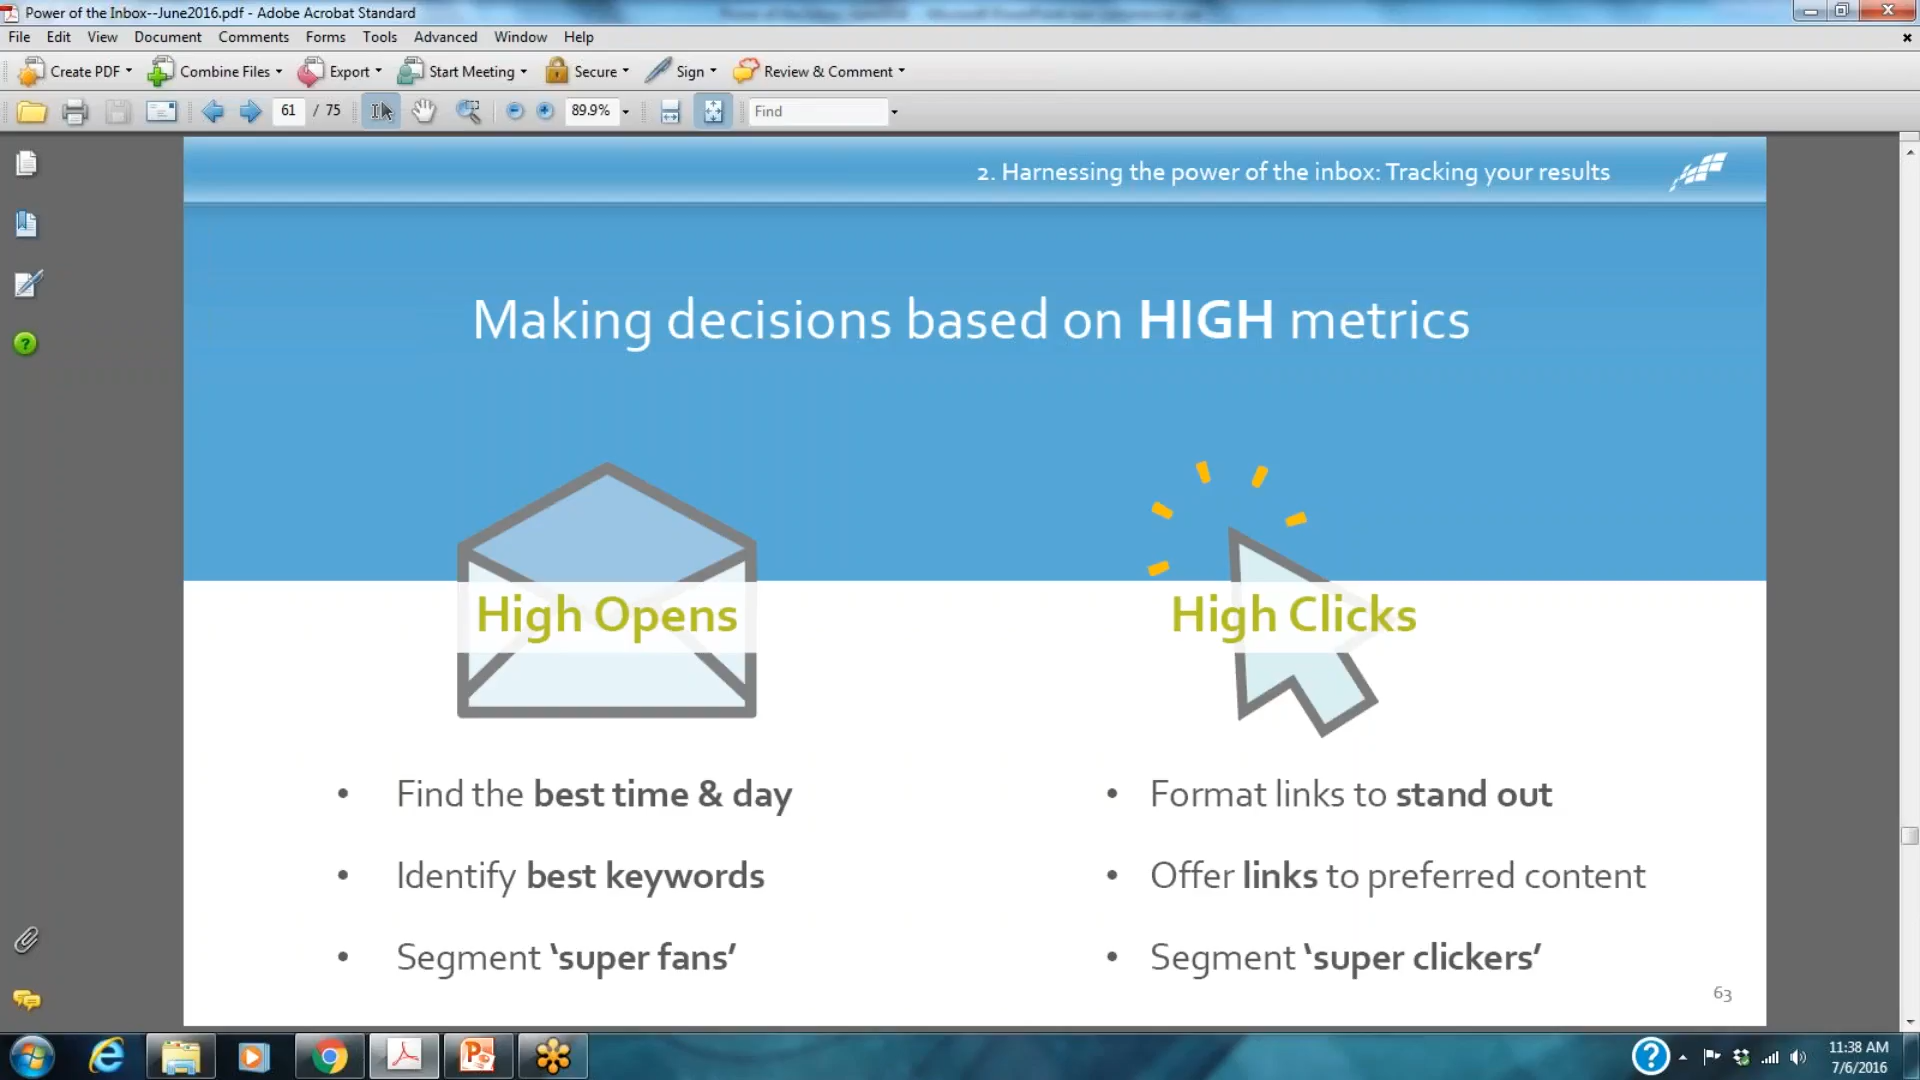 Power of the Inbox--June2016.pdf - Adobe Acrobat Standard
File Edit View Document Comments Forms Tools Advanced Window Help
Create PDF Combine Files Export Start Meeting Secure Sign Review & Comment
61 / 75 89.9% Find
2. Harnessing the power of the inbox: Tracking your results
Making decisions based on HIGH metrics
High Opens
• Find the best time & day
• Identify best keywords
• Segment ‘super fans’
High Clicks
• Format links to stand out
• Offer links to preferred content
• Segment ‘super clickers’
63
11:38 AM
7/6/2016